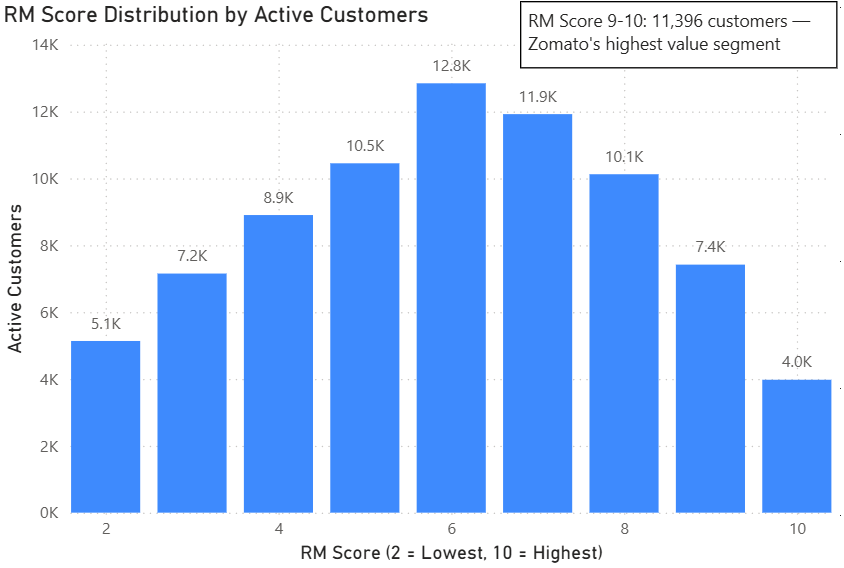 RM Score Distribution by Active Customers
RM Score 9-10: 11,396 customers —
Zomato's highest value segment
Active Customers
14K
12K
10K
8K
6K
4K
2K
0K
5.1K
7.2K
8.9K
10.5K
12.8K
11.9K
10.1K
7.4K
4.0K
2
4
6
8
10
RM Score (2 = Lowest, 10 = Highest)